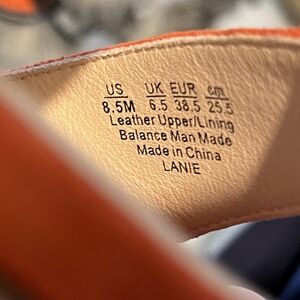 US UK EUR cm
8.5M 6.5 38.5 25.5
Leather Upper/Lining
Balance Man Made
Made in China
LANIE